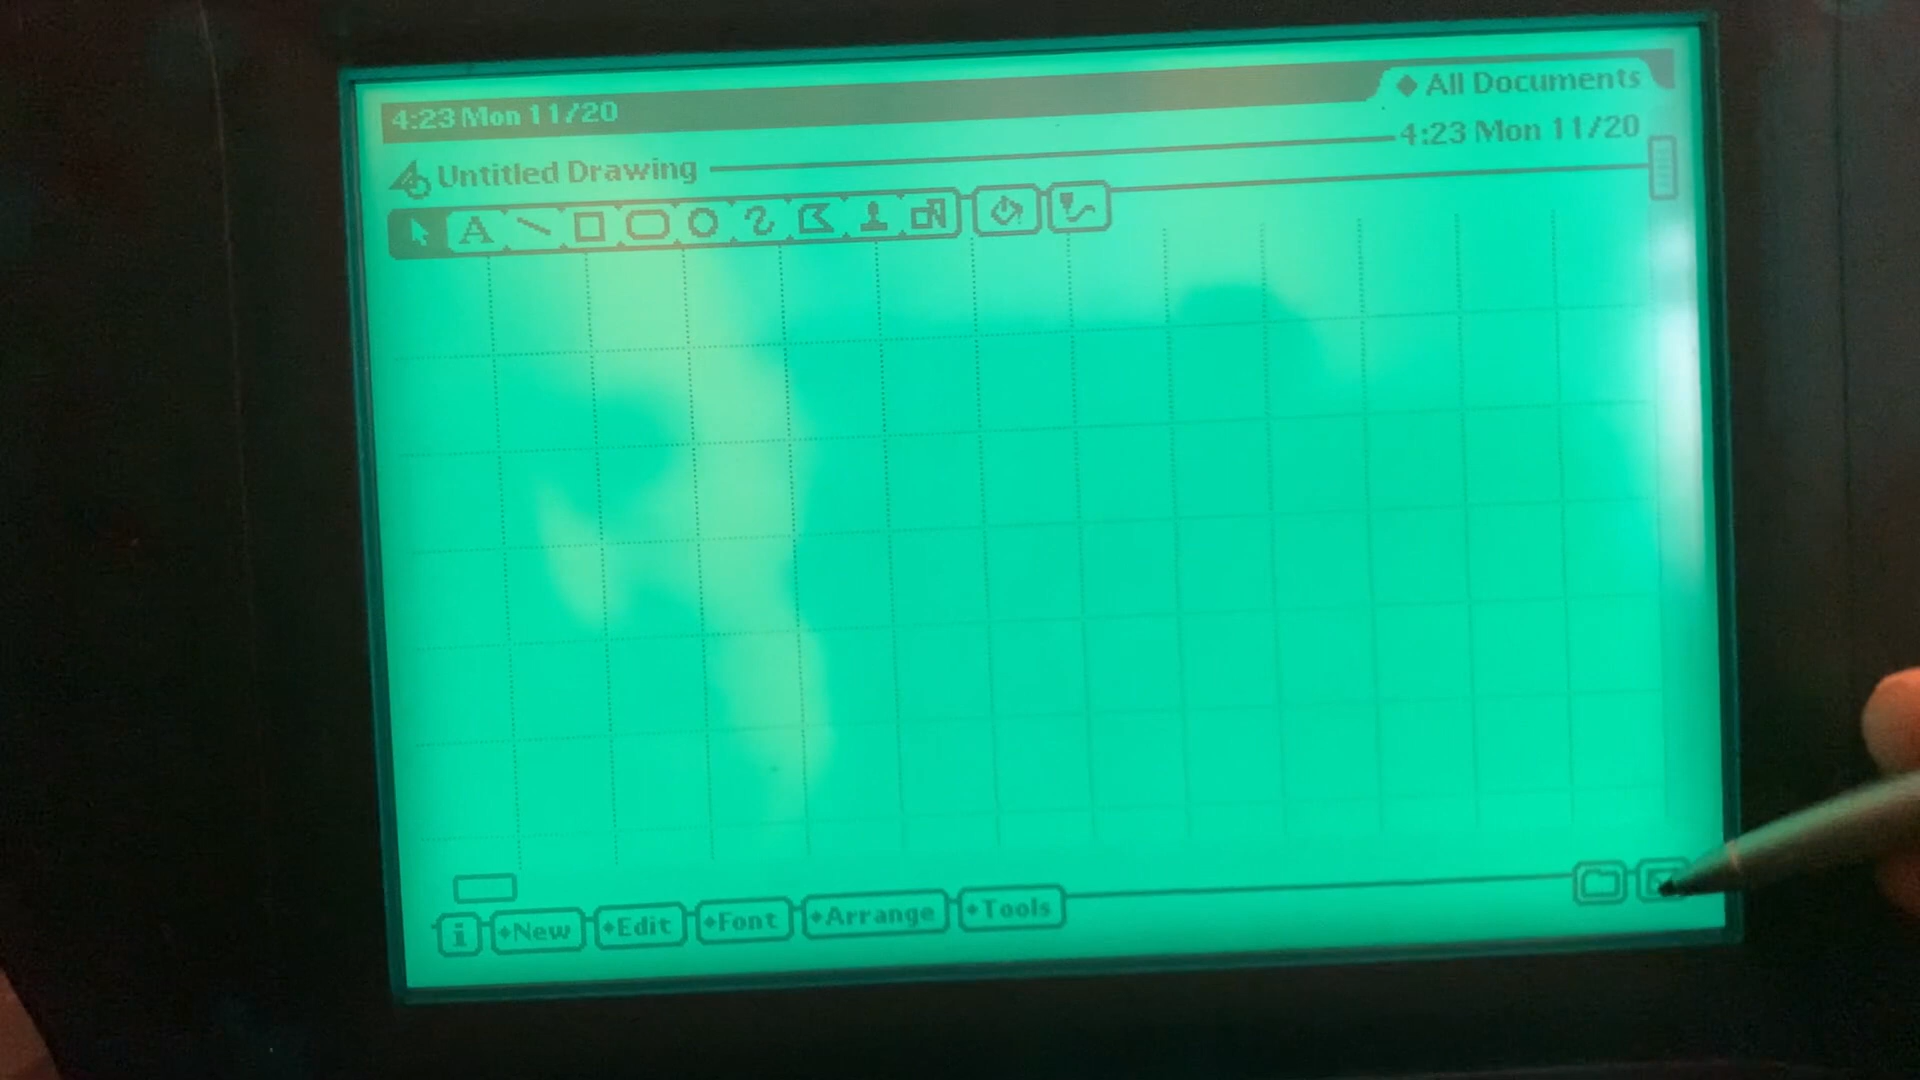 4:23 Mon 11/20
◆ All Documents
Untitled Drawing
4:23 Mon 11/20
A
i
◆New
◆Edit
◆Font
◆Arrange
◆Tools